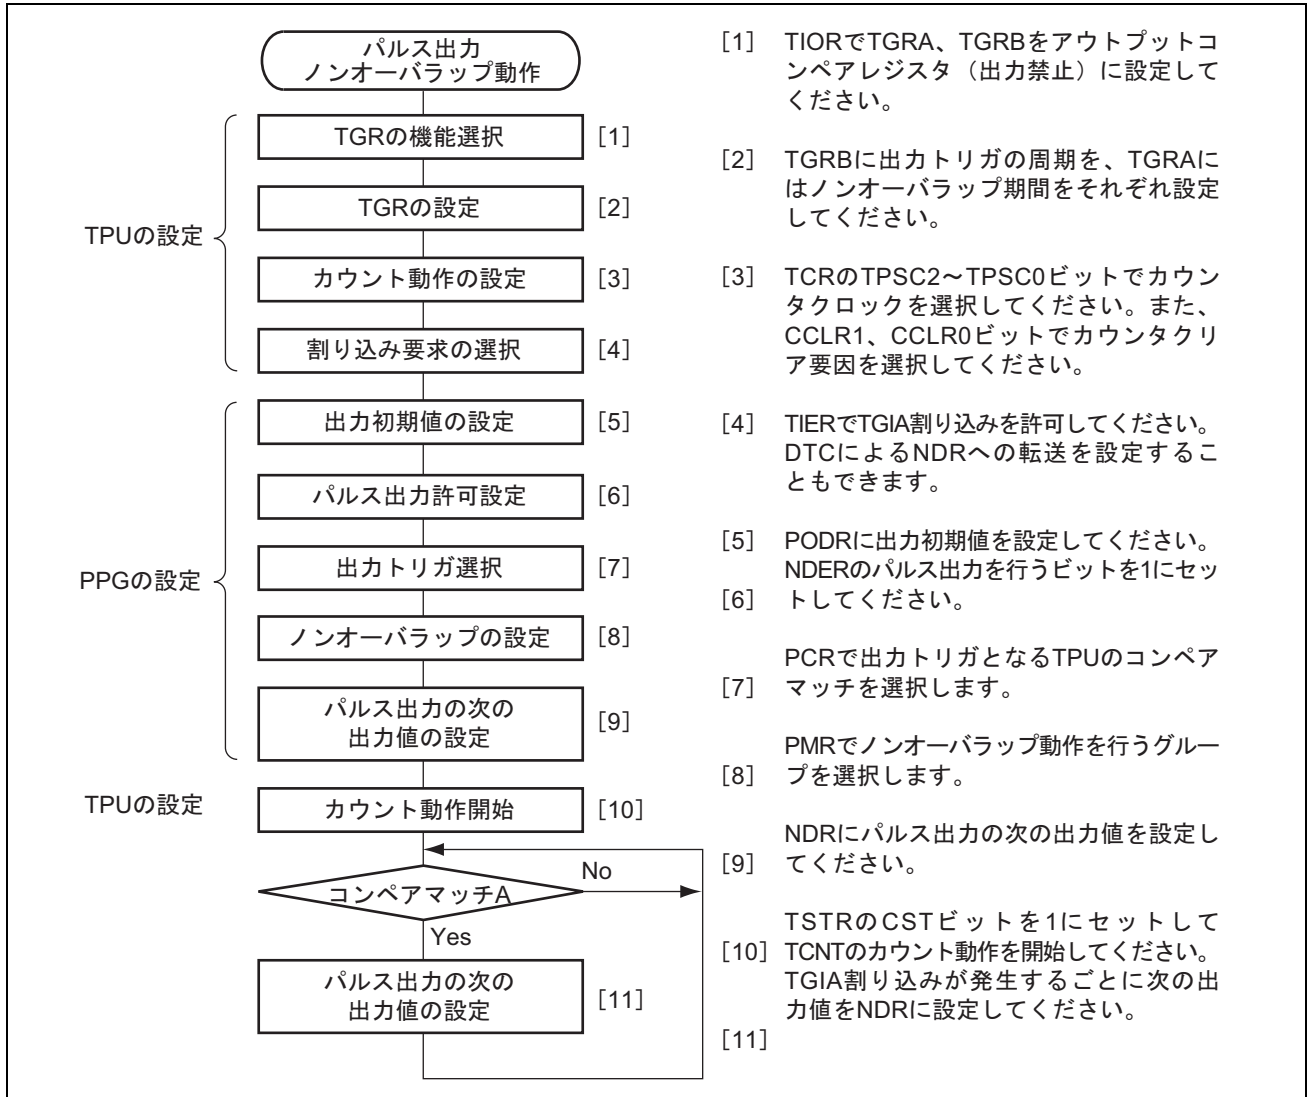 パルス出力
ノンオーバラップ動作
TPUの設定
TGRの機能選択 [1]
TGRの設定 [2]
カウント動作の設定 [3]
割り込み要求の選択 [4]
PPGの設定
出力初期値の設定 [5]
パルス出力許可設定 [6]
出力トリガ選択 [7]
ノンオーバラップの設定 [8]
パルス出力の次の
出力値の設定 [9]
TPUの設定
カウント動作開始 [10]
コンペアマッチA
No
Yes
パルス出力の次の
出力値の設定 [11]
[1] TIORでTGRA、TGRBをアウトプットコ
ンペアレジスタ（出力禁止）に設定して
ください。
[2] TGRBに出力トリガの周期を、TGRAに
はノンオーバラップ期間をそれぞれ設定
してください。
[3] TCRのTPSC2～TPSC0ビットでカウン
タクロックを選択してください。また、
CCLR1、CCLR0ビットでカウンタクリ
ア要因を選択してください。
[4] TIERでTGIA割り込みを許可してください。
DTCによるNDRへの転送を設定するこ
ともできます。
[5] PODRに出力初期値を設定してください。
NDERのパルス出力を行うビットを1にセッ
[6] トしてください。
PCRで出力トリガとなるTPUのコンペア
[7] マッチを選択します。
PMRでノンオーバラップ動作を行うグルー
[8] プを選択します。
NDRにパルス出力の次の出力値を設定し
[9] てください。
TSTRのCSTビットを1にセットして
[10] TCNTのカウント動作を開始してください。
TGIA割り込みが発生するごとに次の出
力値をNDRに設定してください。
[11]